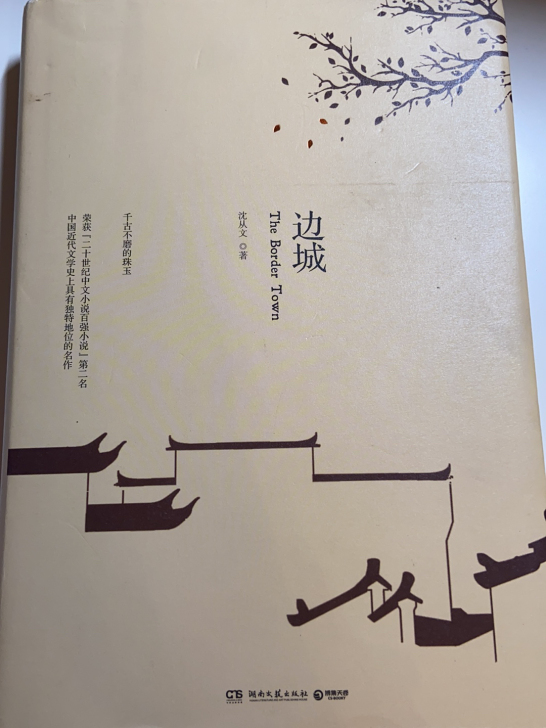 边城
The Border Town
沈从文 ◎著
千古不磨的珠玉
荣获“二十世纪中文小说百强小说”第二名
中国近代文学史上具有独特地位的名作
湖南文艺出版社
博集天卷
CS-BOOKY